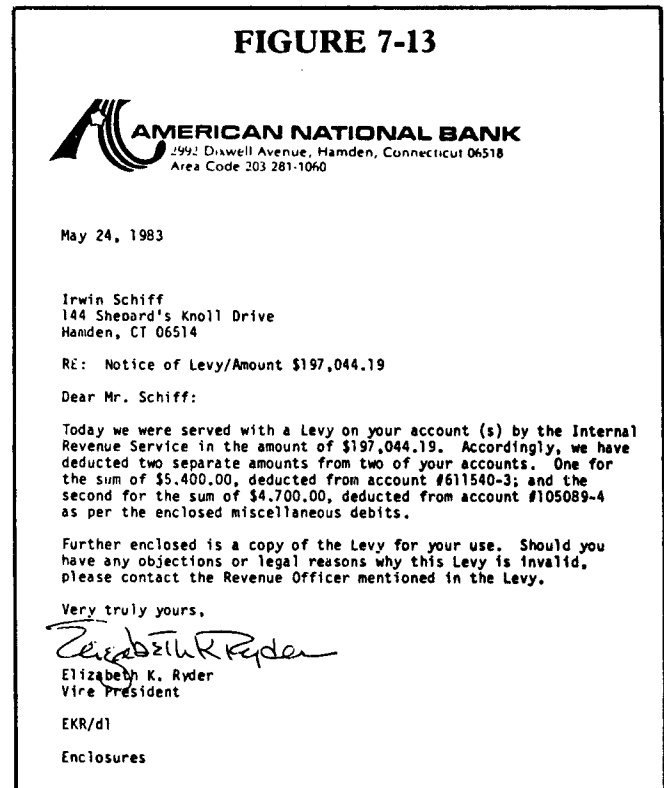 FIGURE 7-13
AMERICAN NATIONAL BANK
2992 Dixwell Avenue, Hamden, Connecticut 06518
Area Code 203 281-1060
May 24, 1983
Irwin Schiff
144 Shepard's Knoll Drive
Hamden, CT 06514
RE: Notice of Levy/Amount $197,044.19
Dear Mr. Schiff:
Today we were served with a Levy on your account (s) by the Internal
Revenue Service in the amount of $197,044.19. Accordingly, we have
deducted two separate amounts from two of your accounts. One for
the sum of $5,400.00, deducted from account #611540-3; and the
second for the sum of $4,700.00, deducted from account #105089-4
as per the enclosed miscellaneous debits.
Further enclosed is a copy of the Levy for your use. Should you
have any objections or legal reasons why this Levy is invalid,
please contact the Revenue Officer mentioned in the Levy.
Very truly yours,
Elizabeth K Ryder
Elizabeth K. Ryder
Vice President
EKR/dl
Enclosures